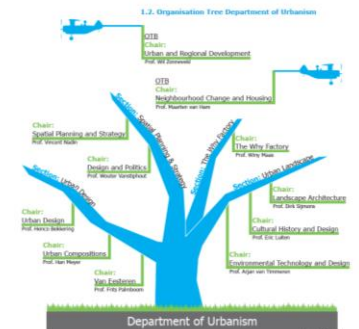 1.2. Organisation Tree Department of Urbanism
OTB
Chair:
Urban and Regional Development
Prof. Wil Zonneveld
OTB
Chair:
Neighbourhood Change and Housing
Prof. Maarten van Ham
Section: Spatial Planning & Strategy
Chair:
Spatial Planning and Strategy
Prof. Vincent Nadin
Chair:
Design and Politics
Prof. Wouter Vanstiphout
The Why Factory
Chair:
The Why Factory
Prof. Winy Maas
Section: Urban Landscape
Chair:
Landscape Architecture
Prof. Dirk Sijmons
Chair:
Cultural History and Design
Prof. Eric Luiten
Chair:
Environmental Technology and Design
Prof. Arjan van Timmeren
Section: Urban Design
Chair:
Urban Design
Prof. Henco Bekkering
Chair:
Urban Compositions
Prof. Han Meyer
Chair:
Van Eesteren
Prof. Frits Palmboom
Department of Urbanism